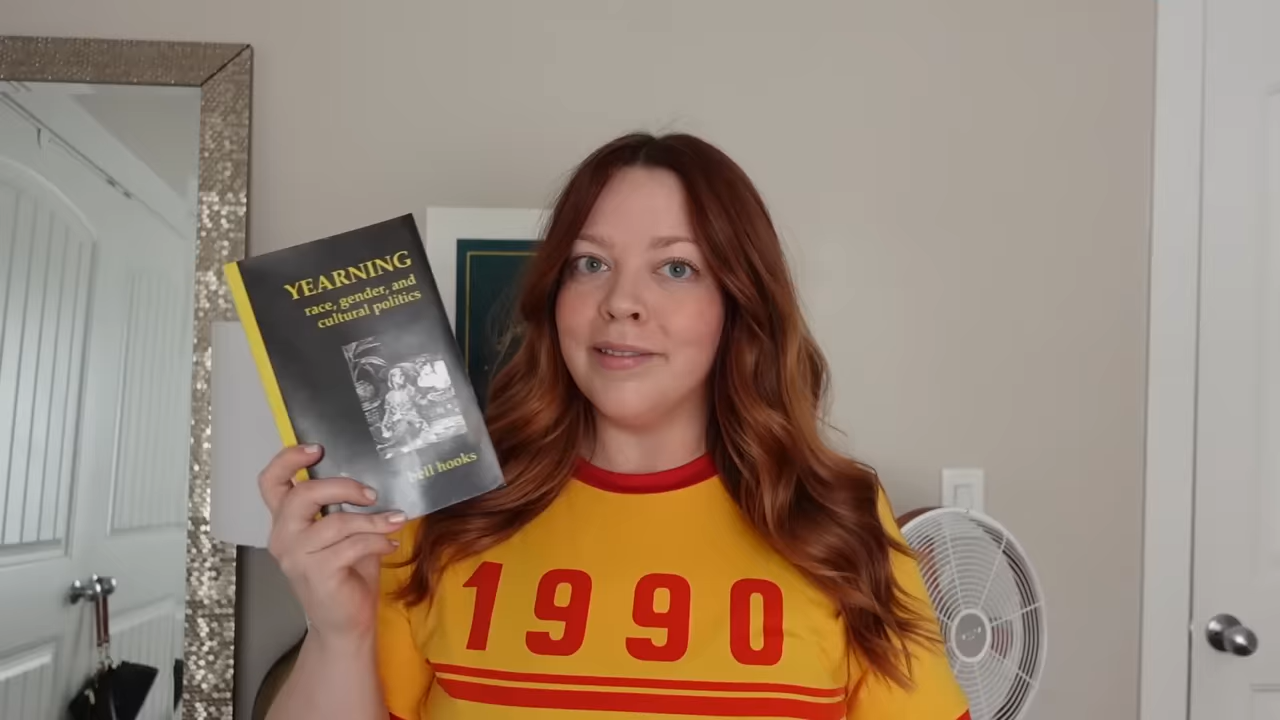 YEARNING
race, gender, and
cultural politics
bell hooks
1990